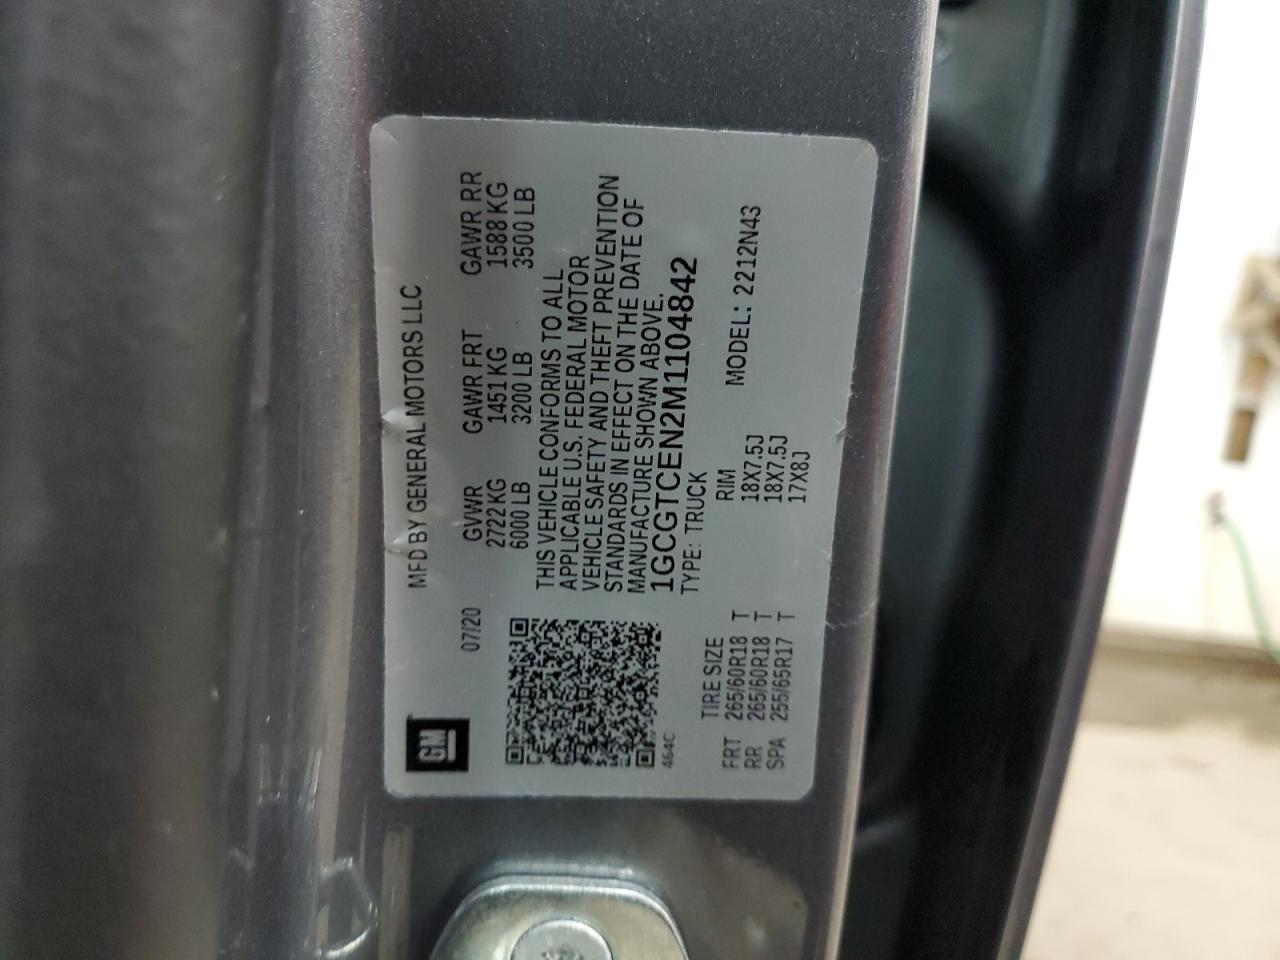 GM
MFD BY GENERAL MOTORS LLC
07/20
GVWR GAWR FRT GAWR RR
2722 KG 1451 KG 1588 KG
6000 LB 3200 LB 3500 LB
THIS VEHICLE CONFORMS TO ALL
APPLICABLE U.S. FEDERAL MOTOR
VEHICLE SAFETY AND THEFT PREVENTION
STANDARDS IN EFFECT ON THE DATE OF
MANUFACTURE SHOWN ABOVE.
1GCGTCEN2M1104842
464C
TYPE: TRUCK
MODEL: 2212N43
TIRE SIZE RIM
FRT 265/60R18 T 18X7.5J
RR 265/60R18 T 18X7.5J
SPA 255/65R17 T 17X8J